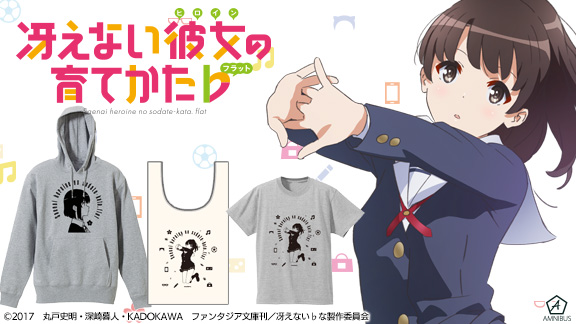 ヒロイン
冴えない彼女の
育てかた♭
フラット
Saenai heroine no sodate-kata. flat
©2017 丸戸史明・深崎暮人・KADOKAWA ファンタジア文庫刊／冴えない♭な製作委員会
AMNIBUS